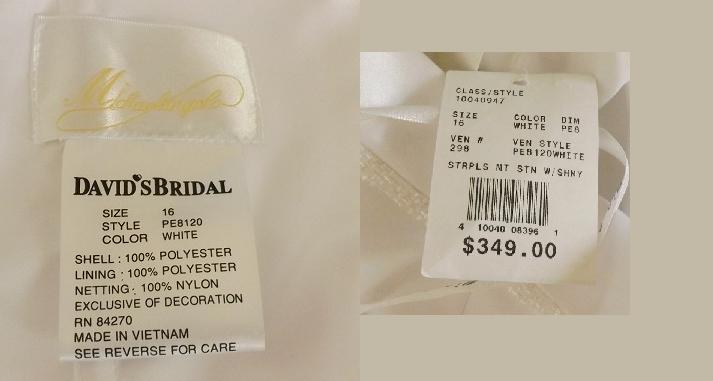 Michaelangelo
DAVID'S BRIDAL
SIZE 16
STYLE PE8120
COLOR WHITE
SHELL : 100% POLYESTER
LINING : 100% POLYESTER
NETTING : 100% NYLON
EXCLUSIVE OF DECORATION
RN 84270
MADE IN VIETNAM
SEE REVERSE FOR CARE
CLASS/STYLE
10040947
SIZE COLOR DIM
16 WHITE PE8
VEN # VEN STYLE
298 PE8120WHITE
STRPLS NT STN W/SHNY
4 10040 08396 1
$349.00